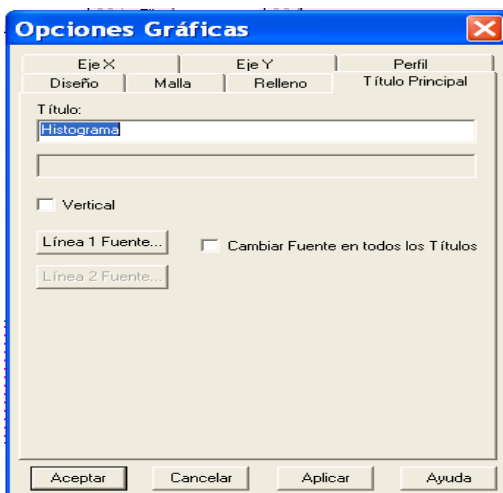 Opciones Gráficas
Eje X Eje Y Perfil
Diseño Malla Relleno Título Principal
Título:
Histograma
Vertical
Línea 1 Fuente... Cambiar Fuente en todos los Títulos
Línea 2 Fuente...
Aceptar Cancelar Aplicar Ayuda